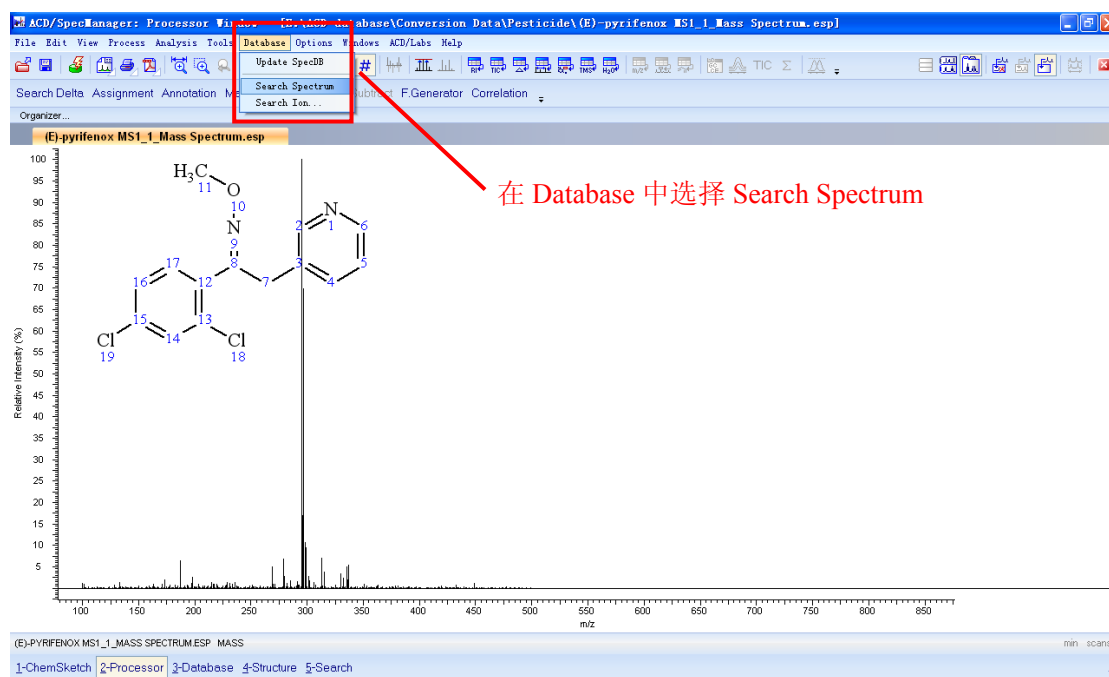 ACD/SpecManager: Processor Window - [E:\ACD database\Conversion Data\Pesticide\(E)-pyrifenox MS1_1_Mass Spectrum.esp]
File Edit View Process Analysis Tools Database Options Windows ACD/Labs Help
Update SpecDB
TIC Σ
Search Spectrum
Search Delta Assignment Annotation F.Generator Correlation
Search Ion...
Organizer...
(E)-pyrifenox MS1_1_Mass Spectrum.esp
在 Database 中选择 Search Spectrum
H3C
11
O
10
N
9
8
7
2
N
1
6
3
5
4
17
16
12
15
13
14
Cl
19
Cl
18
Relative Intensity (%)
100
95
90
85
80
75
70
65
60
55
50
45
40
35
30
25
20
15
10
5
100 150 200 250 300 350 400 450 500 550 600 650 700 750 800 850
m/z
(E)-PYRIFENOX MS1_1_MASS SPECTRUM.ESP MASS min scans
1-ChemSketch 2-Processor 3-Database 4-Structure 5-Search